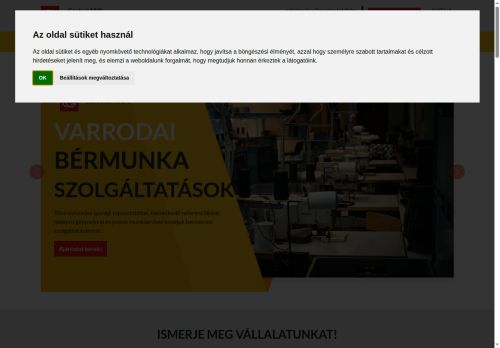 Az oldal sütiket használ
Az oldal sütiket és egyéb nyomkövető technológiákat alkalmaz, hogy javítsa a böngészési élményét, azzal hogy személyre szabott tartalmakat és célzott
hirdetéseket jelenít meg, és elemzi a weboldalunk forgalmát, hogy megtudjuk honnan érkeztek a látogatóink.
OK
Beállítások megváltoztatása
VARRODAI
BÉRMUNKA
SZOLGÁLTATÁSOK
Ajánlatot kérek!
ISMERJE MEG VÁLLALATUNKAT!